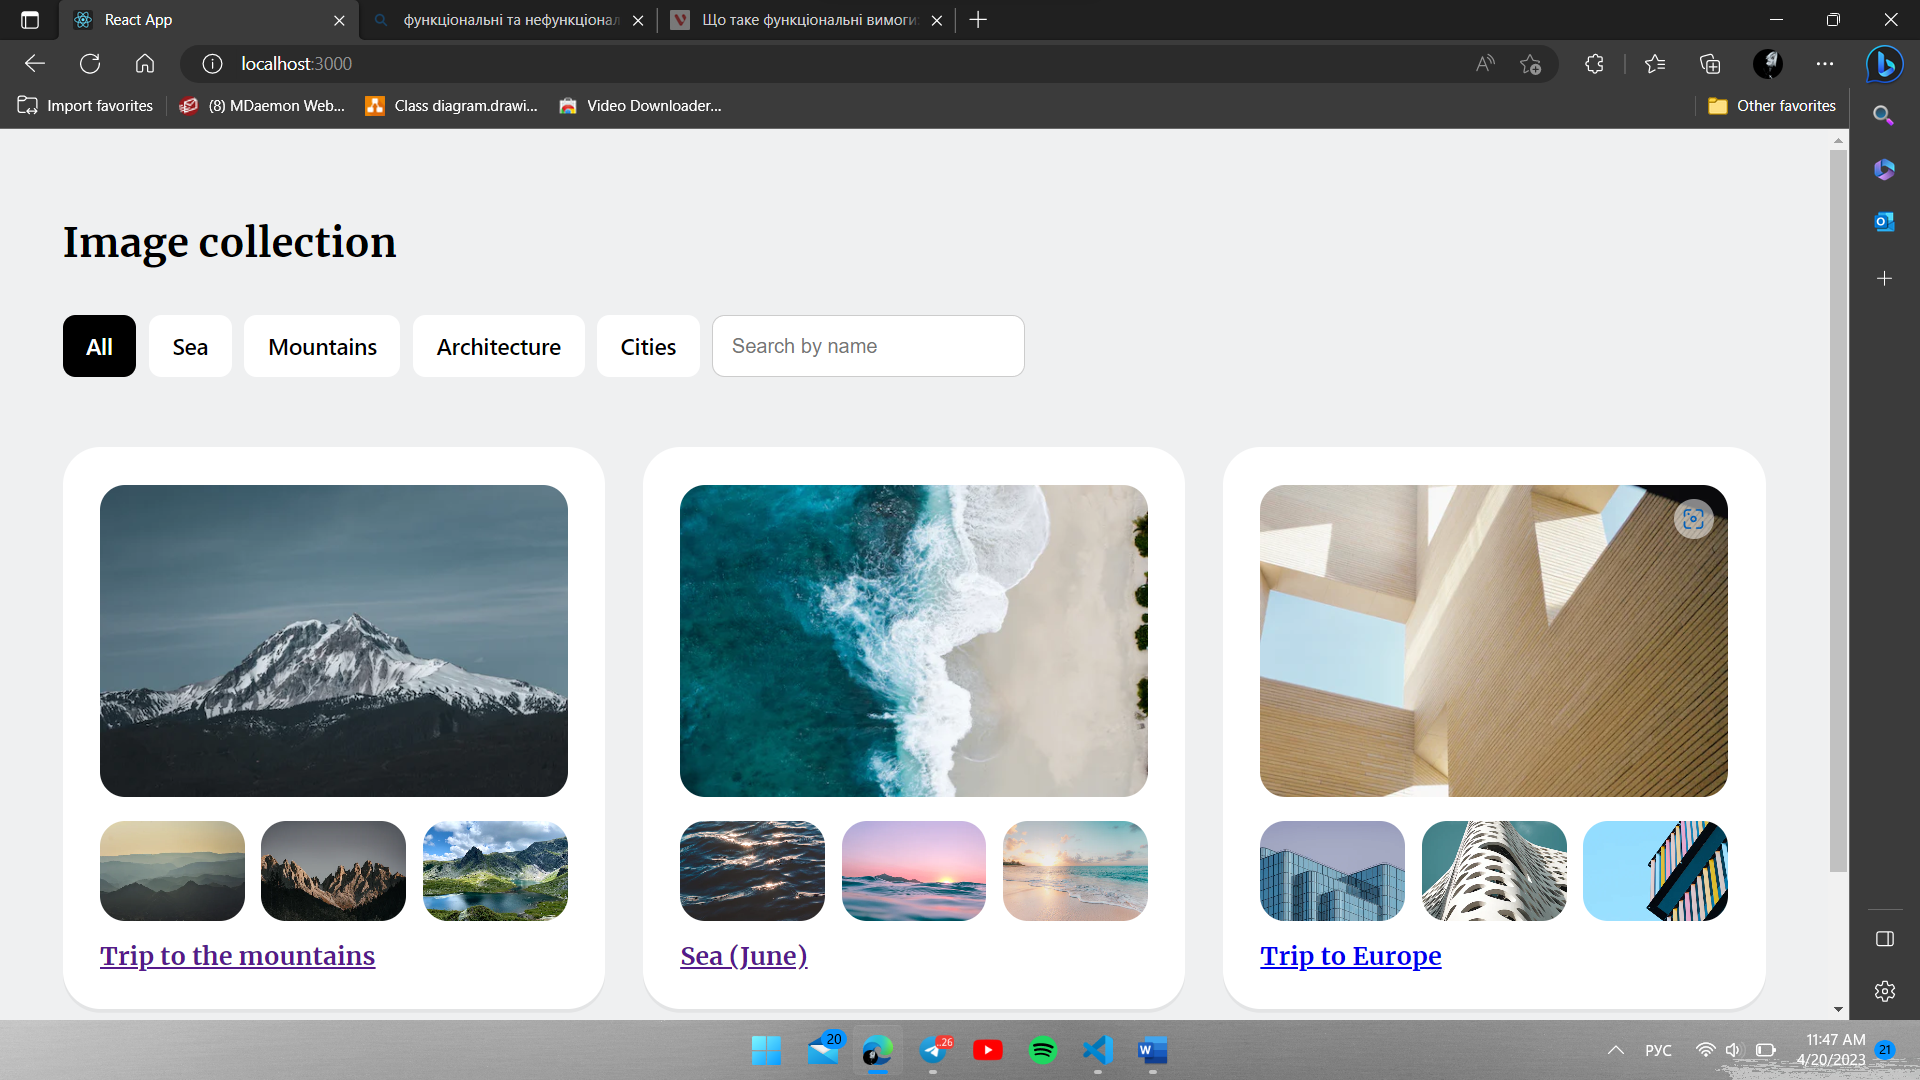 React App
функціональні та нефункціонал
Що таке функціональні вимоги
localhost:3000
Import favorites
(8) MDaemon Web...
Class diagram.drawi...
Video Downloader...
Other favorites
Image collection
All
Sea
Mountains
Architecture
Cities
Search by name
Trip to the mountains
Sea (June)
Trip to Europe
20
..26
РУС
11:47 AM
4/20/2023
21